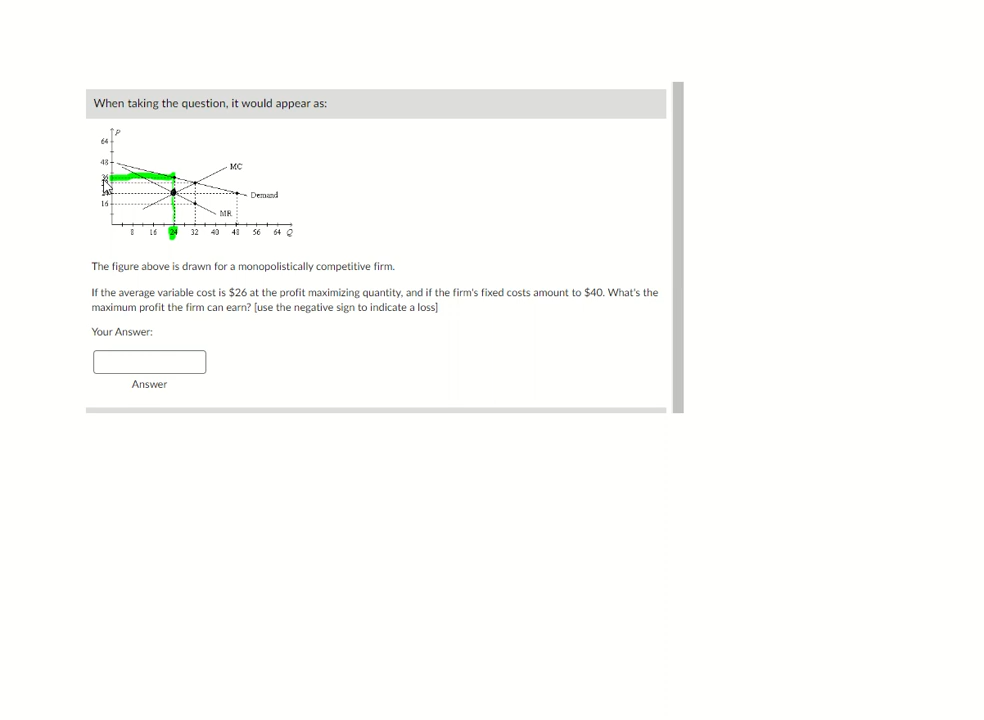 When taking the question, it would appear as:
P
64
48
MC
Demand
16
MR
8 16 24 32 40 48 56 64 Q
The figure above is drawn for a monopolistically competitive firm.
If the average variable cost is $26 at the profit maximizing quantity, and if the firm's fixed costs amount to $40. What's the
maximum profit the firm can earn? [use the negative sign to indicate a loss]
Your Answer:
Answer